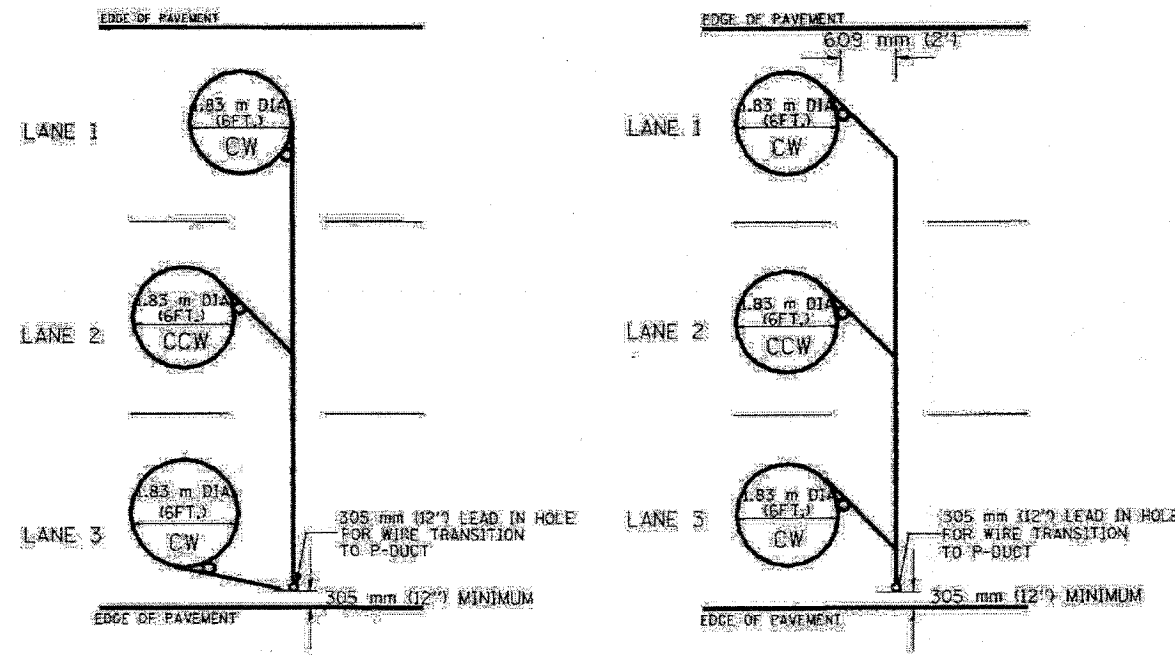 EDGE OF PAVEMENT
LANE 1
1.83 m DIA
(6FT.)
CW
LANE 2
1.83 m DIA
(6FT.)
CCW
LANE 3
1.83 m DIA
(6FT.)
CW
305 mm (12") LEAD IN HOLE
FOR WIRE TRANSITION
TO P-DUCT
305 mm (12") MINIMUM
EDGE OF PAVEMENT
EDGE OF PAVEMENT
609 mm (2')
LANE 1
1.83 m DIA
(6FT.)
CW
LANE 2
1.83 m DIA
(6FT.)
CCW
LANE 3
1.83 m DIA
(6FT.)
CW
305 mm (12") LEAD IN HOLE
FOR WIRE TRANSITION
TO P-DUCT
305 mm (12") MINIMUM
EDGE OF PAVEMENT